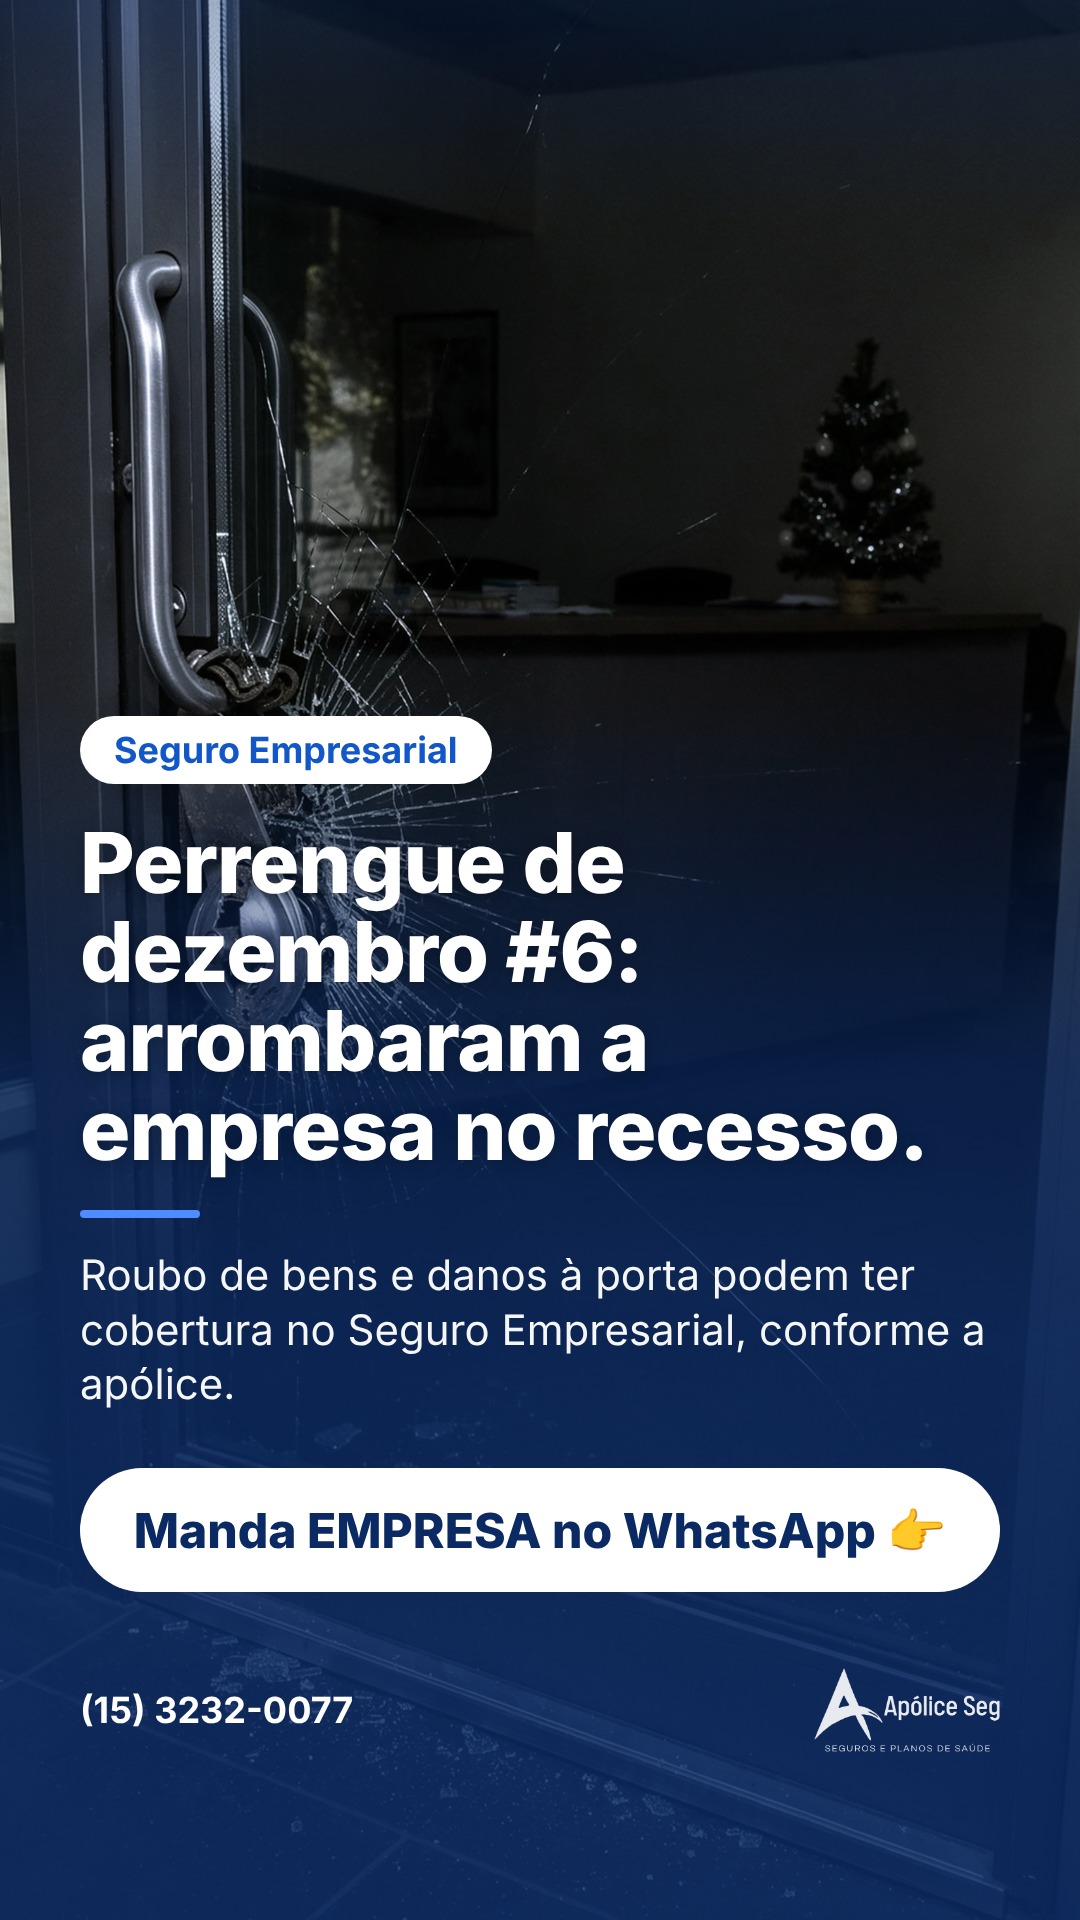 Seguro Empresarial
Perrengue de
dezembro #6:
arrombaram a
empresa no recesso.
Roubo de bens e danos à porta podem ter
cobertura no Seguro Empresarial, conforme a
apólice.
Manda EMPRESA no WhatsApp 👉
(15) 3232-0077
Apólice Seg
SEGUROS E PLANOS DE SAÚDE